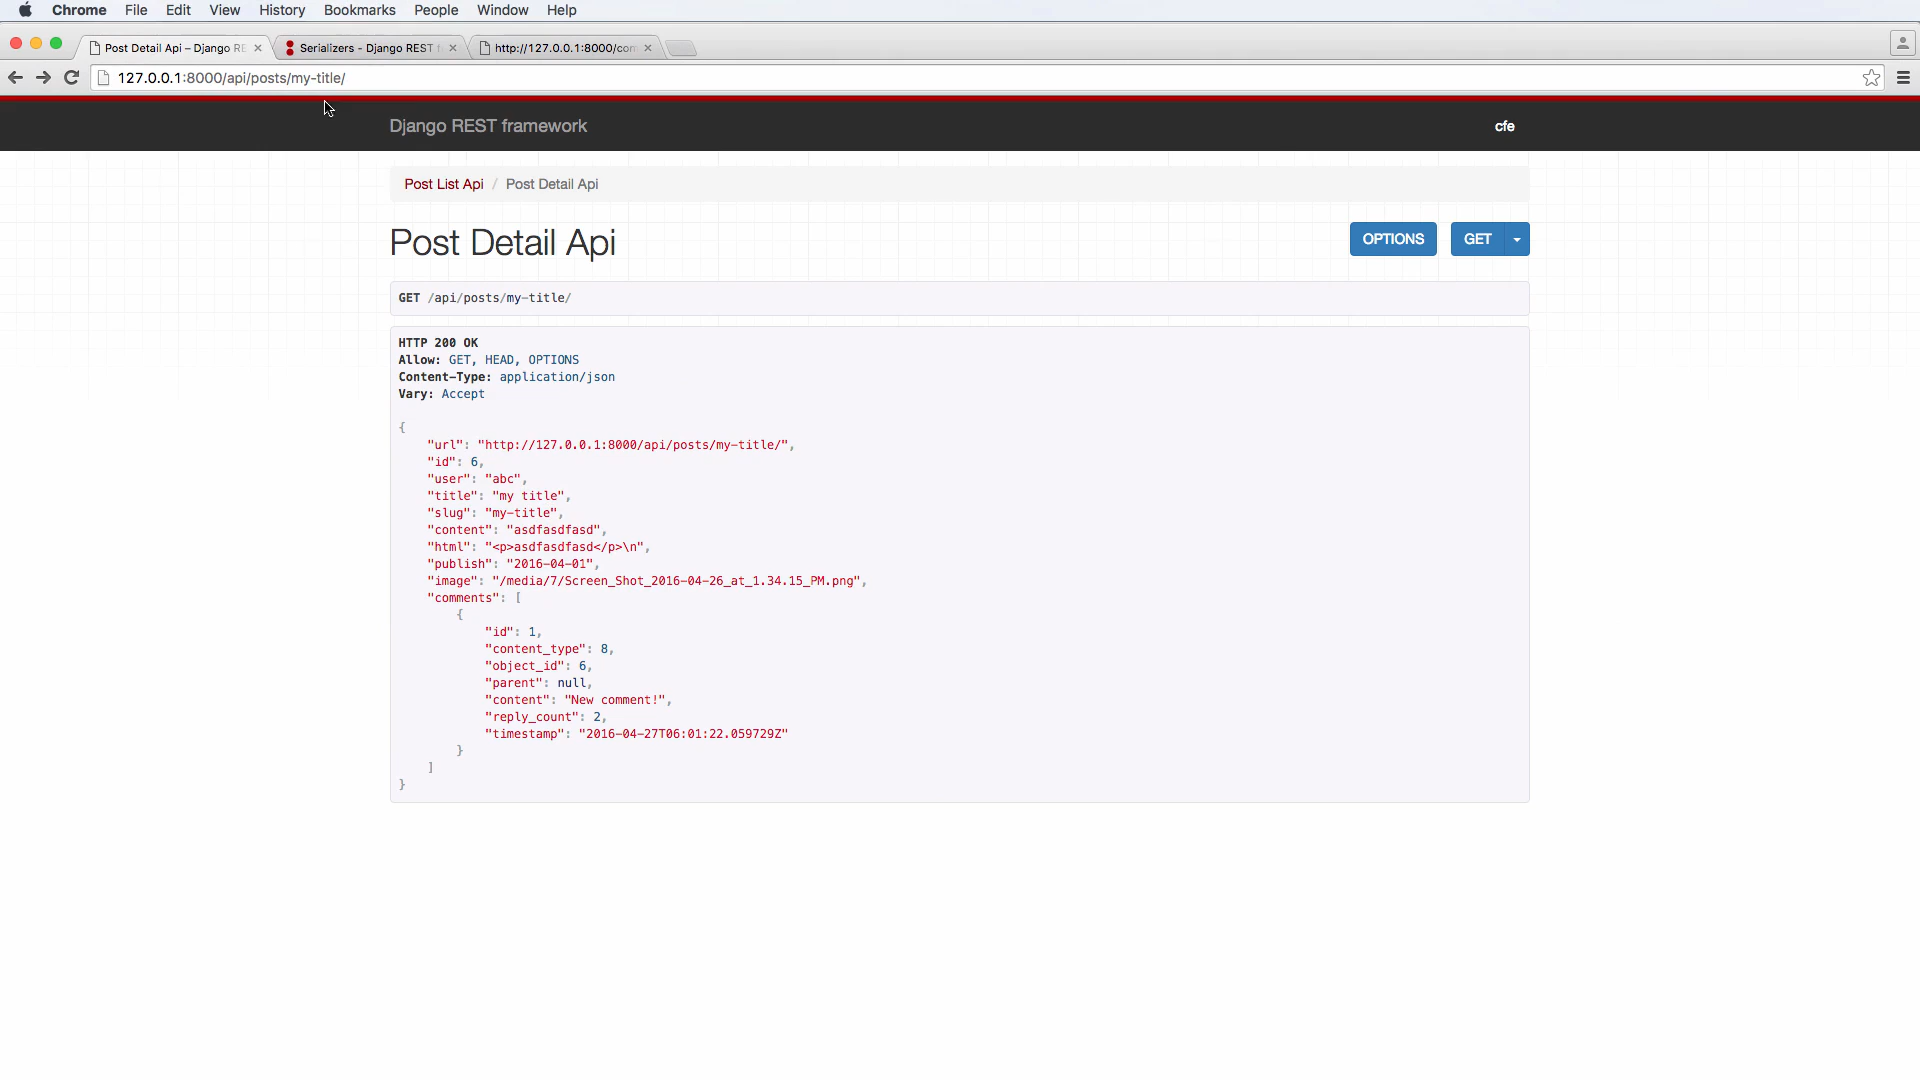 Chrome File Edit View History Bookmarks People Window Help
Post Detail Api – Django RE Serializers - Django REST f http://127.0.0.1:8000/com
127.0.0.1:8000/api/posts/my-title/
Django REST framework cfe
Post List Api / Post Detail Api
Post Detail Api OPTIONS GET
GET /api/posts/my-title/
HTTP 200 OK
Allow: GET, HEAD, OPTIONS
Content-Type: application/json
Vary: Accept
{
"url": "http://127.0.0.1:8000/api/posts/my-title/",
"id": 6,
"user": "abc",
"title": "my title",
"slug": "my-title",
"content": "asdfasdfasd",
"html": "<p>asdfasdfasd</p>\n",
"publish": "2016-04-01",
"image": "/media/7/Screen_Shot_2016-04-26_at_1.34.15_PM.png",
"comments": [
{
"id": 1,
"content_type": 8,
"object_id": 6,
"parent": null,
"content": "New comment!",
"reply_count": 2,
"timestamp": "2016-04-27T06:01:22.059729Z"
}
]
}